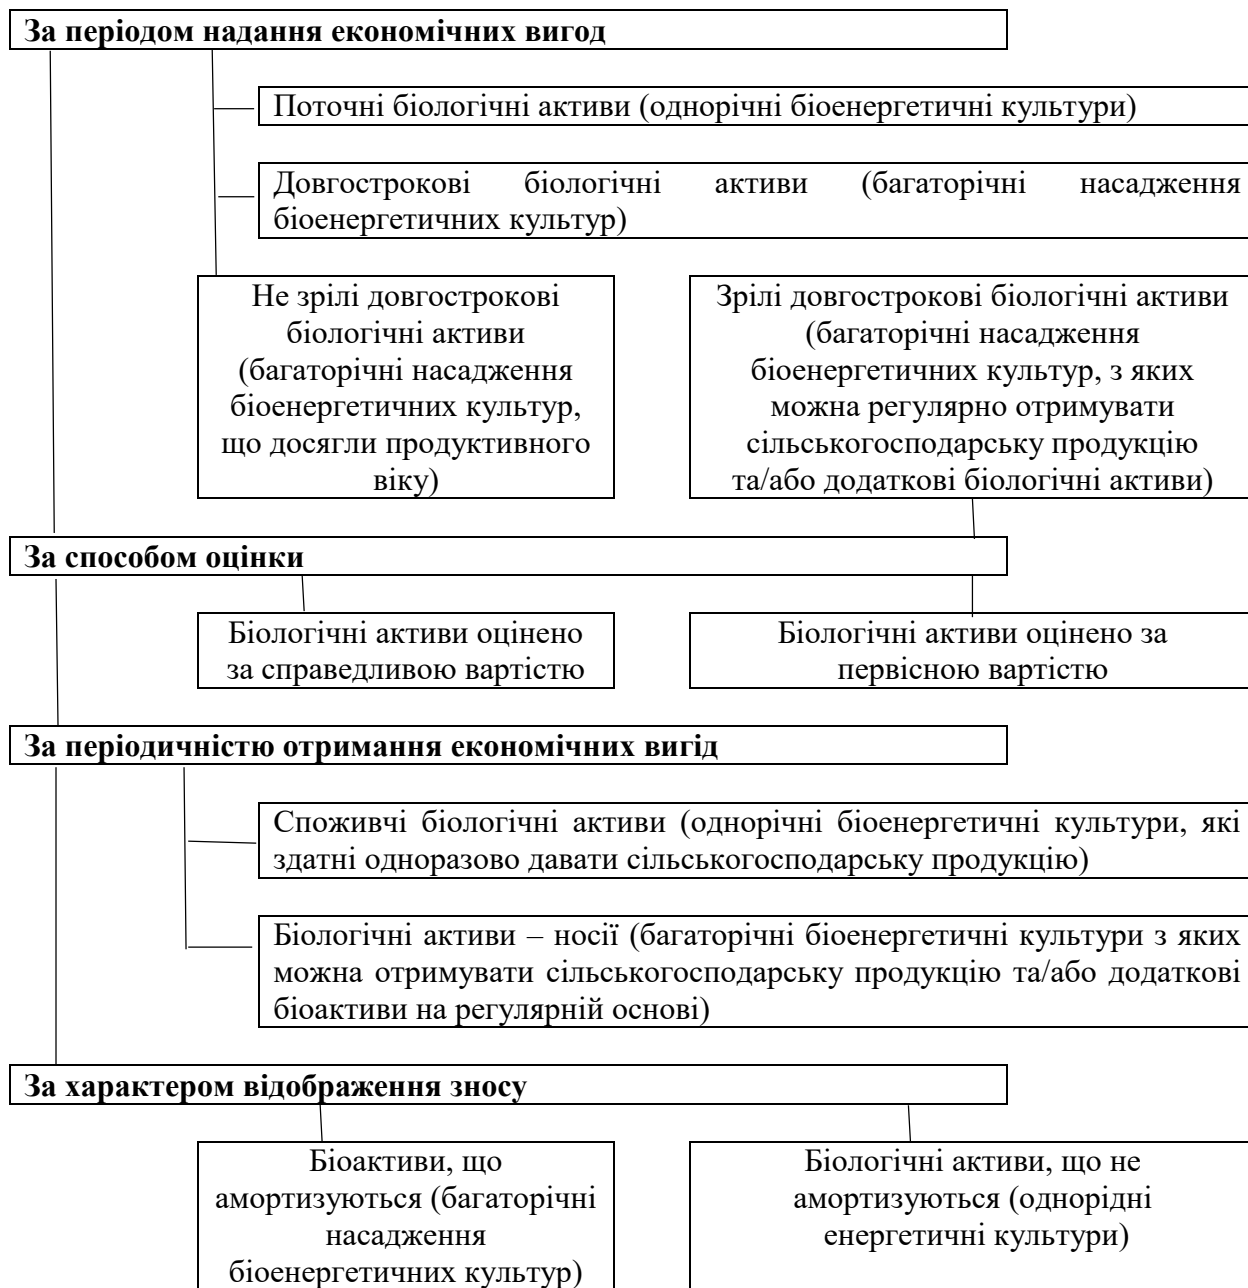 За періодом надання економічних вигод
Поточні біологічні активи (однорічні біоенергетичні культури)
Довгострокові біологічні активи (багаторічні насадження
біоенергетичних культур)
Не зрілі довгострокові
біологічні активи
(багаторічні насадження
біоенергетичних культур,
що досягли продуктивного
віку)
Зрілі довгострокові біологічні активи
(багаторічні насадження
біоенергетичних культур, з яких
можна регулярно отримувати
сільськогосподарську продукцію
та/або додаткові біологічні активи)
За способом оцінки
Біологічні активи оцінено
за справедливою вартістю
Біологічні активи оцінено за
первісною вартістю
За періодичністю отримання економічних вигід
Споживчі біологічні активи (однорічні біоенергетичні культури, які
здатні одноразово давати сільськогосподарську продукцію)
Біологічні активи – носії (багаторічні біоенергетичні культури з яких
можна отримувати сільськогосподарську продукцію та/або додаткові
біоактиви на регулярній основі)
За характером відображення зносу
Біоактиви, що
амортизуються (багаторічні
насадження
біоенергетичних культур)
Біологічні активи, що не
амортизуються (однорідні
енергетичні культури)